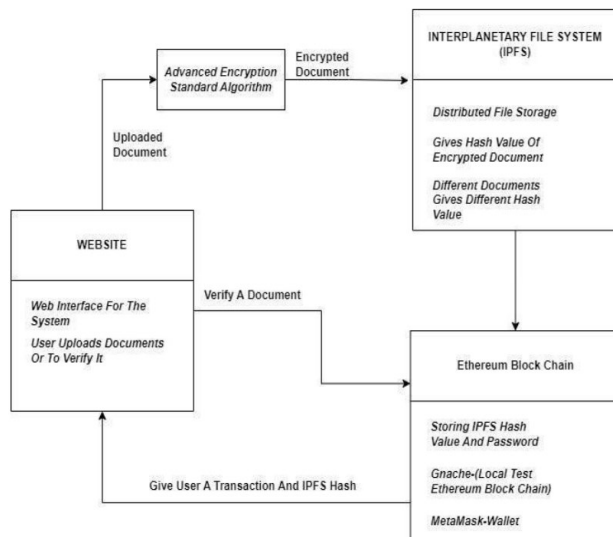 INTERPLANETARY FILE SYSTEM
(IPFS)
Encrypted
Document
Advanced Encryption
Standard Algorithm
Distributed File Storage
Gives Hash Value Of
Encrypted Document
Different Documents
Gives Different Hash
Value
Uploaded
Document
WEBSITE
Web Interface For The
System
User Uploads Documents
Or To Verify It
Verify A Document
Ethereum Block Chain
Storing IPFS Hash
Value And Password
Gnache-(Local Test
Ethereum Block Chain)
MetaMask-Wallet
Give User A Transaction And IPFS Hash